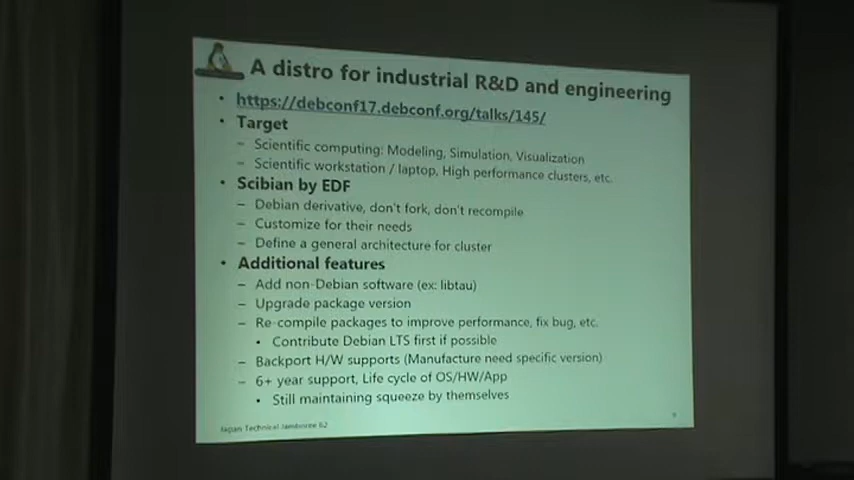 A distro for industrial R&D and engineering
• https://debconf17.debconf.org/talks/145/
• Target
– Scientific computing: Modeling, Simulation, Visualization
– Scientific workstation / laptop, High performance clusters, etc.
• Scibian by EDF
– Debian derivative, don't fork, don't recompile
– Customize for their needs
– Define a general architecture for cluster
• Additional features
– Add non-Debian software (ex: libtau)
– Upgrade package version
– Re-compile packages to improve performance, fix bug, etc.
• Contribute Debian LTS first if possible
– Backport H/W supports (Manufacture need specific version)
– 6+ year support, Life cycle of OS/HW/App
• Still maintaining squeeze by themselves
Japan Technical Jamboree 62